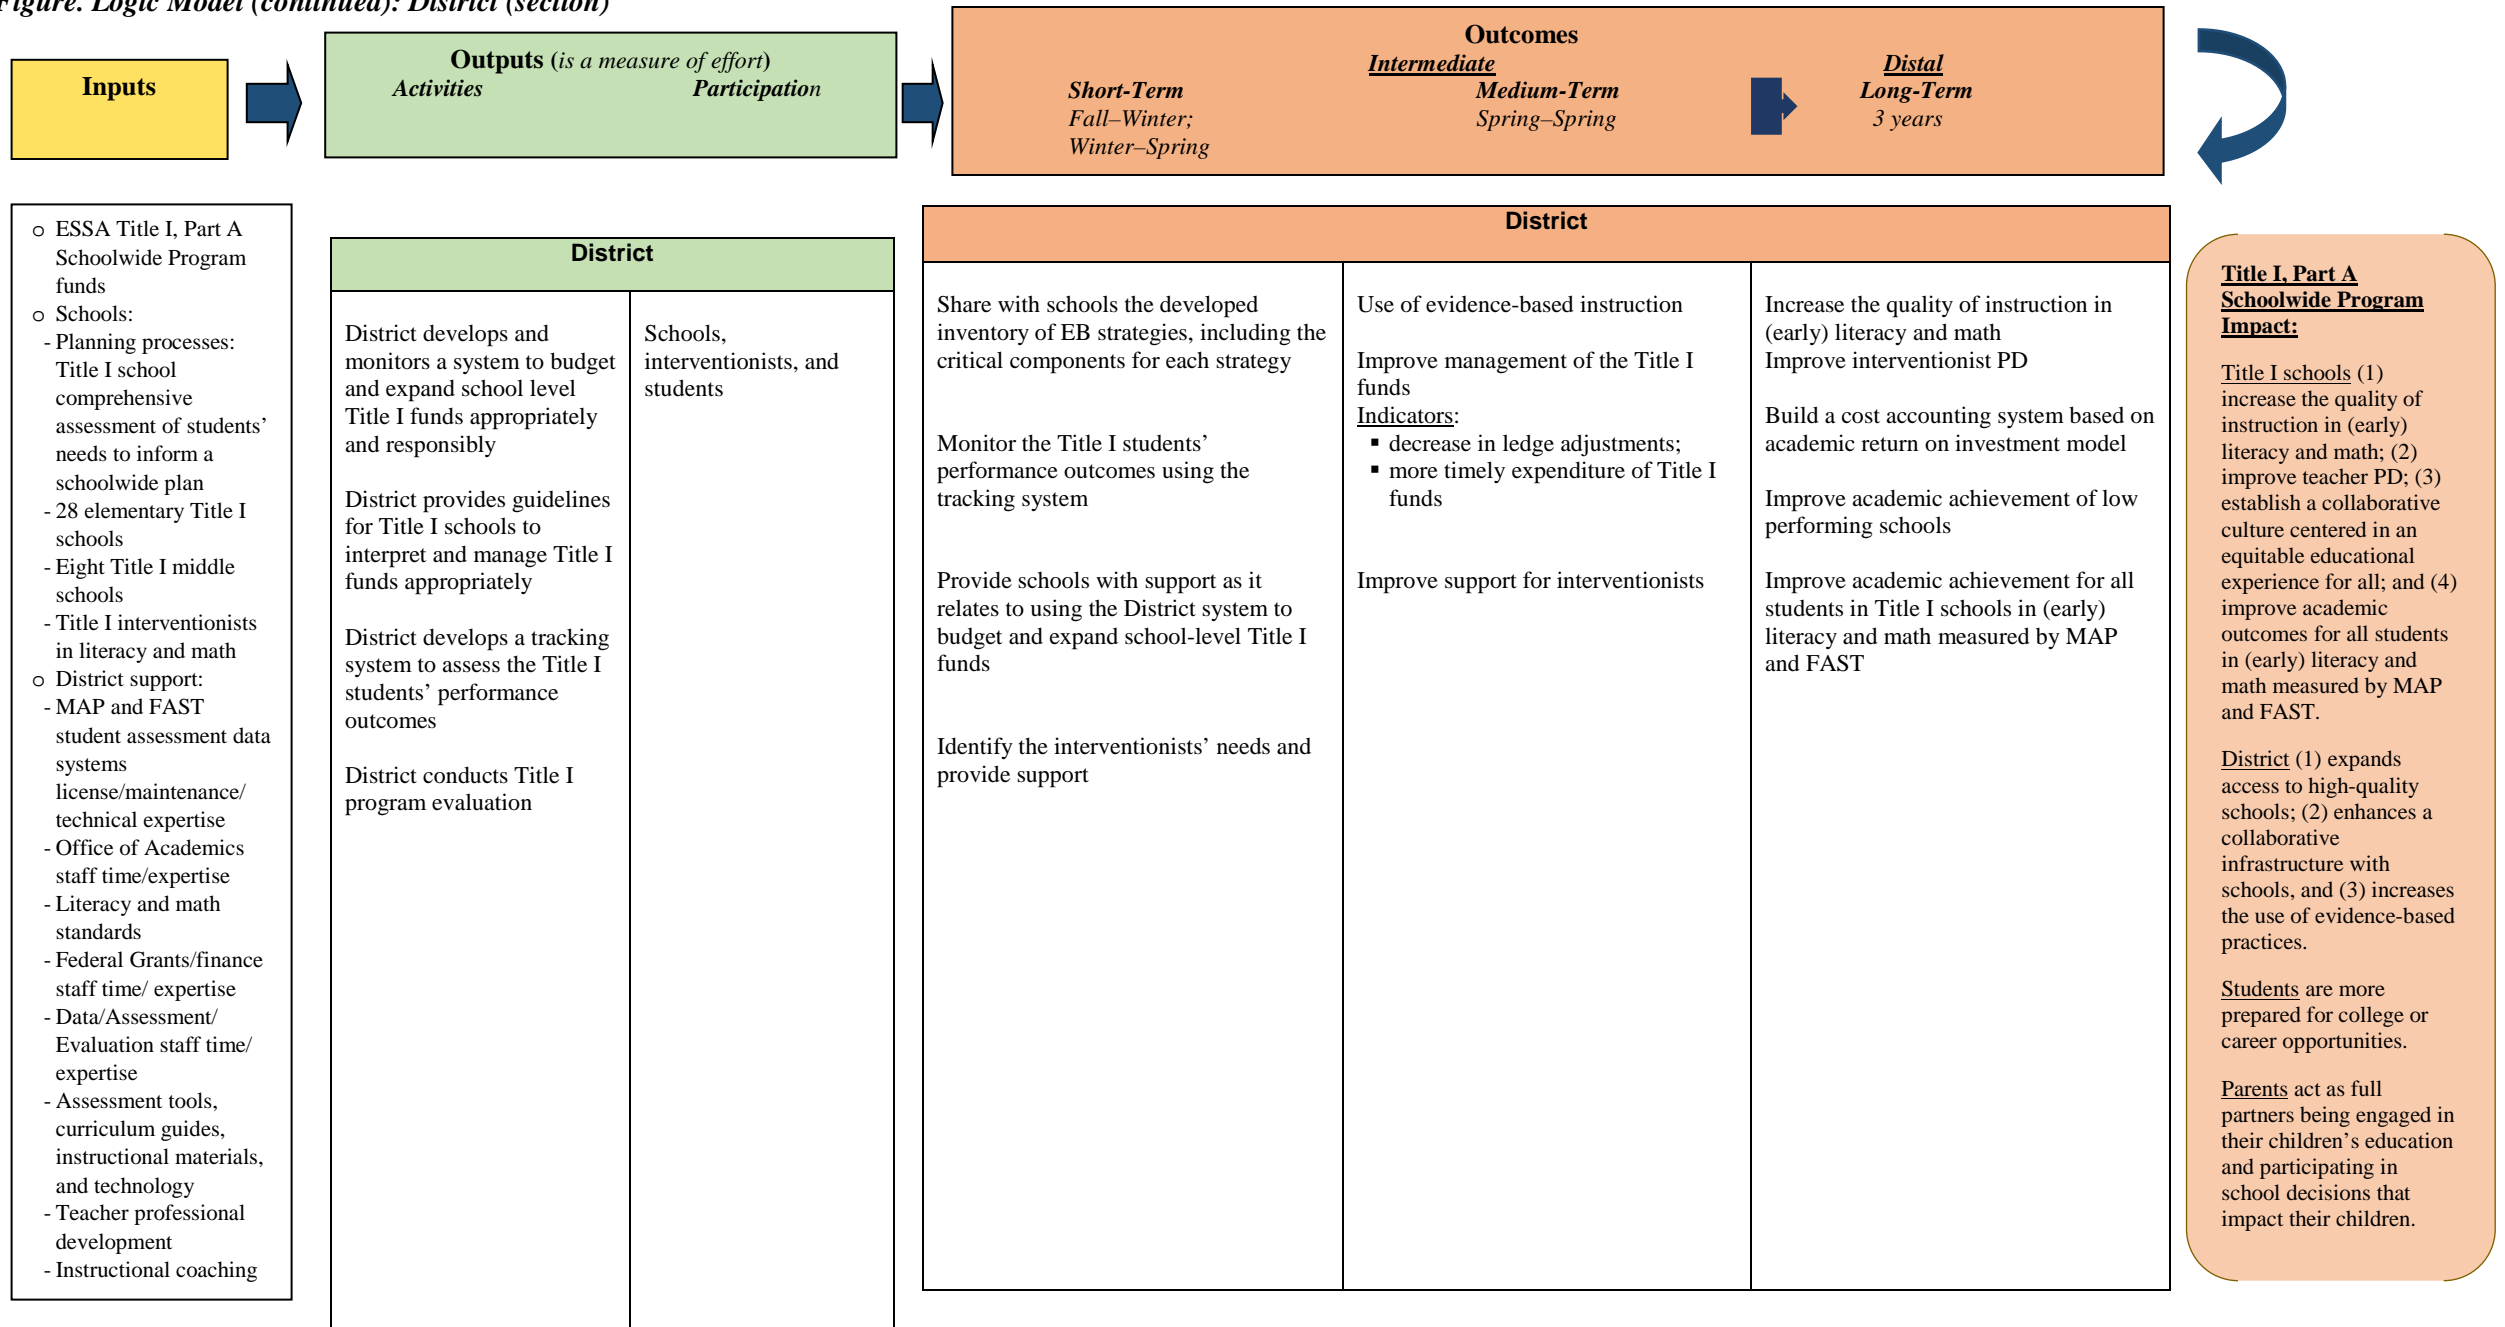 Figure. Logic Model (continued): District (section)
Inputs
Outputs (is a measure of effort)
Activities Participation
Outcomes
Intermediate Distal
Short-Term Medium-Term Long-Term
Fall–Winter; Spring–Spring 3 years
Winter–Spring
o ESSA Title I, Part A
Schoolwide Program
funds
o Schools:
- Planning processes:
Title I school
comprehensive
assessment of students’
needs to inform a
schoolwide plan
- 28 elementary Title I
schools
- Eight Title I middle
schools
- Title I interventionists
in literacy and math
o District support:
- MAP and FAST
student assessment data
systems
license/maintenance/
technical expertise
- Office of Academics
staff time/expertise
- Literacy and math
standards
- Federal Grants/finance
staff time/ expertise
- Data/Assessment/
Evaluation staff time/
expertise
- Assessment tools,
curriculum guides,
instructional materials,
and technology
- Teacher professional
development
- Instructional coaching
District
District develops and
monitors a system to budget
and expand school level
Title I funds appropriately
and responsibly
District provides guidelines
for Title I schools to
interpret and manage Title I
funds appropriately
District develops a tracking
system to assess the Title I
students’ performance
outcomes
District conducts Title I
program evaluation
Schools,
interventionists, and
students
District
Share with schools the developed
inventory of EB strategies, including the
critical components for each strategy
Monitor the Title I students’
performance outcomes using the
tracking system
Provide schools with support as it
relates to using the District system to
budget and expand school-level Title I
funds
Identify the interventionists’ needs and
provide support
Use of evidence-based instruction
Improve management of the Title I
funds
Indicators:
▪ decrease in ledge adjustments;
▪ more timely expenditure of Title I
funds
Improve support for interventionists
Increase the quality of instruction in
(early) literacy and math
Improve interventionist PD
Build a cost accounting system based on
academic return on investment model
Improve academic achievement of low
performing schools
Improve academic achievement for all
students in Title I schools in (early)
literacy and math measured by MAP
and FAST
Title I, Part A
Schoolwide Program
Impact:
Title I schools (1)
increase the quality of
instruction in (early)
literacy and math; (2)
improve teacher PD; (3)
establish a collaborative
culture centered in an
equitable educational
experience for all; and (4)
improve academic
outcomes for all students
in (early) literacy and
math measured by MAP
and FAST.
District (1) expands
access to high-quality
schools; (2) enhances a
collaborative
infrastructure with
schools, and (3) increases
the use of evidence-based
practices.
Students are more
prepared for college or
career opportunities.
Parents act as full
partners being engaged in
their children’s education
and participating in
school decisions that
impact their children.